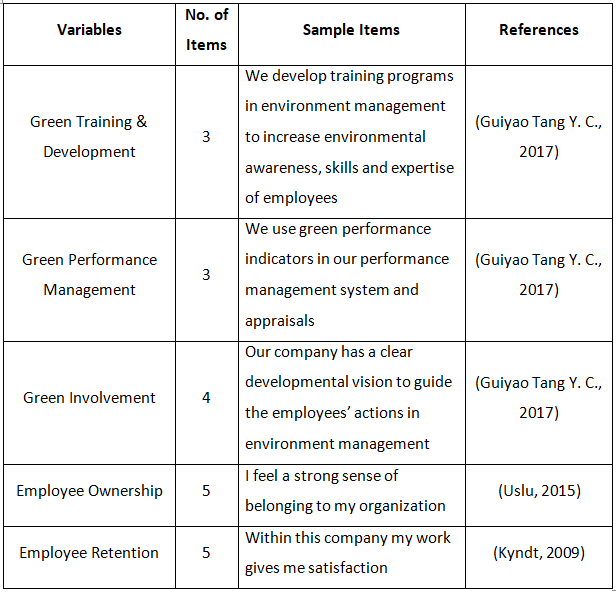 Variables
No. of
Items
Sample Items
References
Green Training &
Development
3
We develop training programs
in environment management
to increase environmental
awareness, skills and expertise
of employees
(Guiyao Tang Y. C.,
2017)
Green Performance
Management
3
We use green performance
indicators in our performance
management system and
appraisals
(Guiyao Tang Y. C.,
2017)
Green Involvement
4
Our company has a clear
developmental vision to guide
the employees’ actions in
environment management
(Guiyao Tang Y. C.,
2017)
Employee Ownership
5
I feel a strong sense of
belonging to my organization
(Uslu, 2015)
Employee Retention
5
Within this company my work
gives me satisfaction
(Kyndt, 2009)